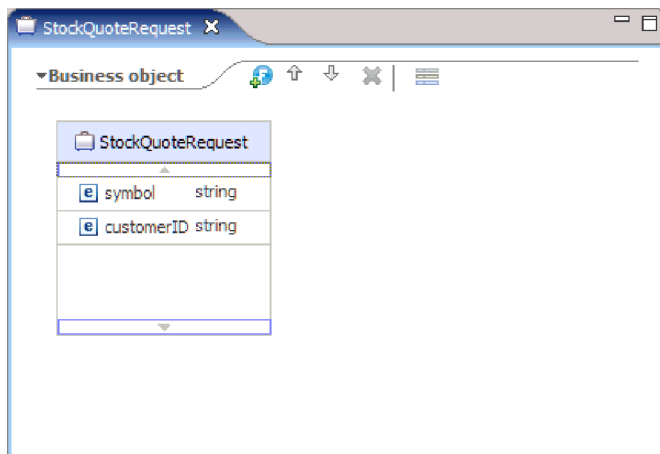 StockQuoteRequest
Business object
StockQuoteRequest
e symbol string
e customerID string